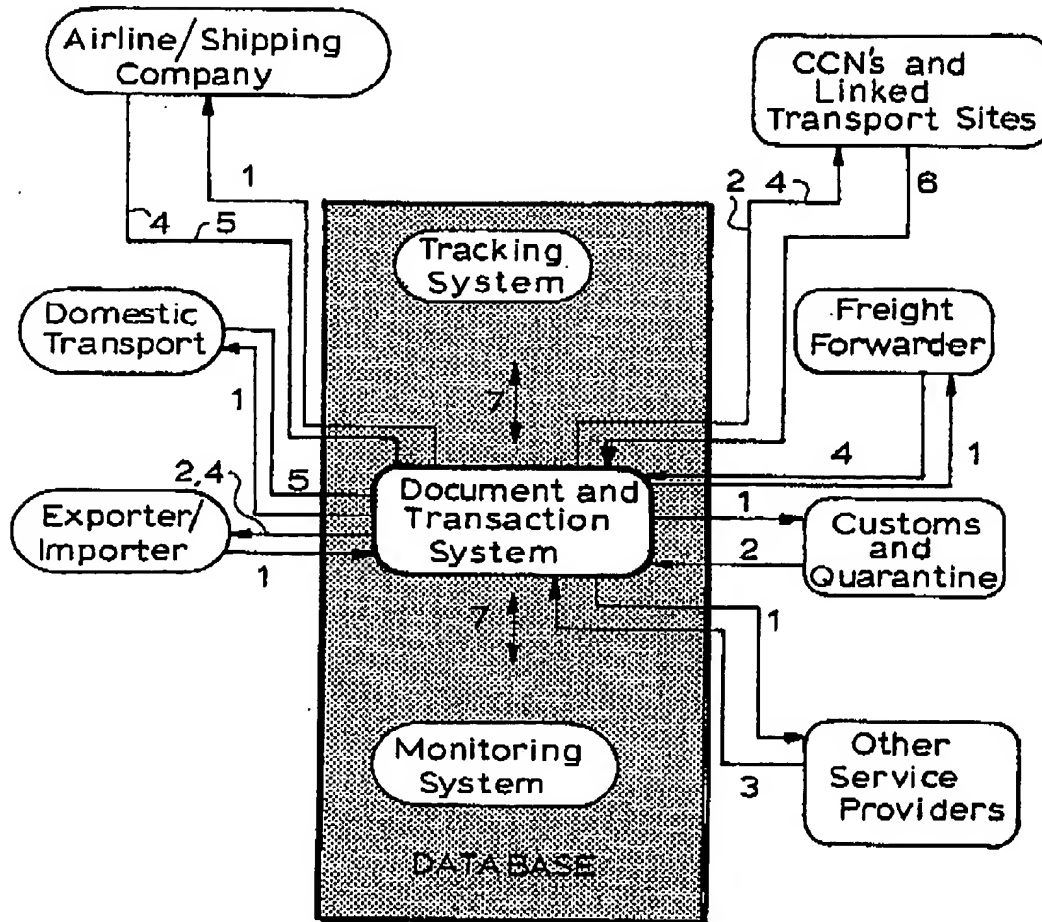 Airline/Shipping
Company
CCN's and
Linked
Transport Sites
1
2
4
6
4
5
Tracking
System
Domestic
Transport
Freight
Forwarder
7
1
4
1
2,4
5
Document and
Transaction
System
1
Exporter/
Importer
Customs
and
Quarantine
2
1
7
1
Monitoring
System
Other
Service
Providers
3
DATABASE